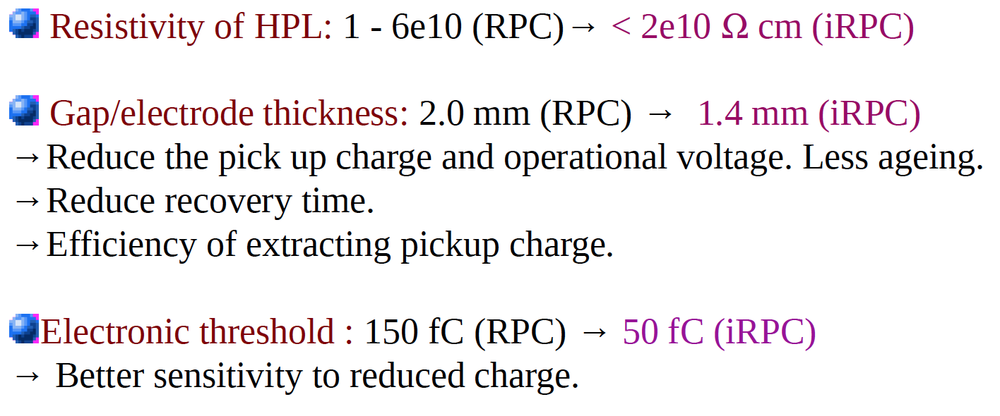 Resistivity of HPL: 1 - 6e10 (RPC)→ < 2e10 Ω cm (iRPC)
Gap/electrode thickness: 2.0 mm (RPC) → 1.4 mm (iRPC)
→Reduce the pick up charge and operational voltage. Less ageing.
→Reduce recovery time.
→Efficiency of extracting pickup charge.
Electronic threshold : 150 fC (RPC) → 50 fC (iRPC)
→ Better sensitivity to reduced charge.